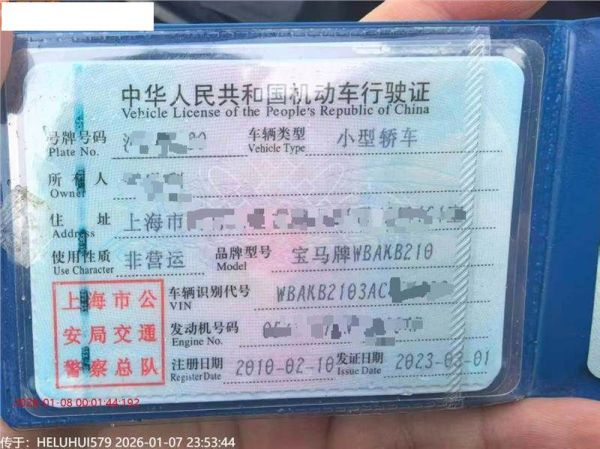 中华人民共和国机动车行驶证
Vehicle License of the People's Republic of China
号牌号码 车辆类型 小型轿车
Plate No. Vehicle Type
所有人
Owner
住址 上海市
Address
使用性质 非营运 品牌型号 宝马牌WBAKB210
Use Character Model
上海市公
安局交通
警察总队
车辆识别代号 WBAKB2103AC
VIN
发动机号码
Engine No.
注册日期 2010-02-10 发证日期 2023-03-01
Register Date Issue Date
2026-01-08 00:01:44:192
传于：HELUHUI579 2026-01-07 23:53:44